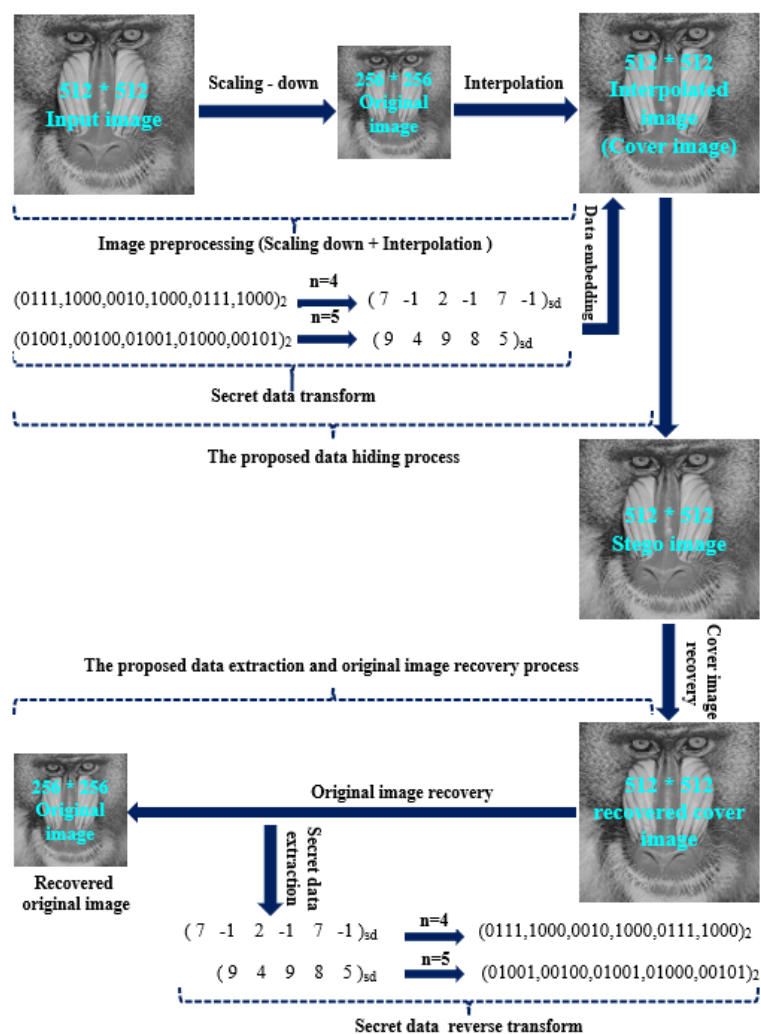 512 * 512
Input image
Scaling - down
256 * 256
Original
image
Interpolation
512 * 512
Interpolated
image
(Cover image)
Image preprocessing (Scaling down + Interpolation )
Data embedding
(0111,1000,0010,1000,0111,1000)2
n=4
( 7 -1 2 -1 7 -1 )sd
(01001,00100,01001,01000,00101)2
n=5
( 9 4 9 8 5 )sd
Secret data transform
The proposed data hiding process
512 * 512
Stego image
Cover image
recovery
The proposed data extraction and original image recovery process
512 * 512
recovered cover
image
Original image recovery
256 * 256
Original
image
Recovered
original image
Secret data
extraction
( 7 -1 2 -1 7 -1 )sd
n=4
(0111,1000,0010,1000,0111,1000)2
( 9 4 9 8 5 )sd
n=5
(01001,00100,01001,01000,00101)2
Secret data reverse transform